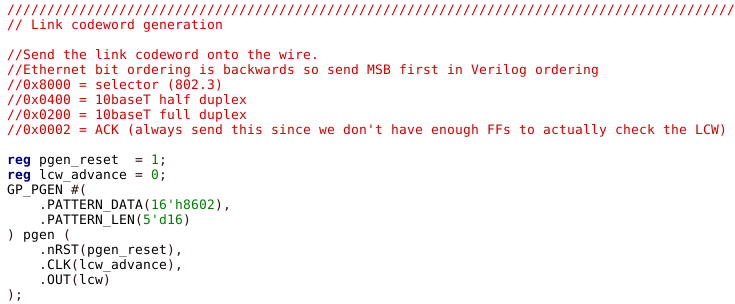 ////////////////////////////////////////////////////////////////////////////////////////////
// Link codeword generation
//Send the link codeword onto the wire.
//Ethernet bit ordering is backwards so send MSB first in Verilog ordering
//0x8000 = selector (802.3)
//0x0400 = 10baseT half duplex
//0x0200 = 10baseT full duplex
//0x0002 = ACK (always send this since we don't have enough FFs to actually check the LCW)
reg pgen_reset  = 1;
reg lcw_advance = 0;
GP_PGEN #(
    .PATTERN_DATA(16'h8602),
    .PATTERN_LEN(5'd16)
) pgen (
    .nRST(pgen_reset),
    .CLK(lcw_advance),
    .OUT(lcw)
);